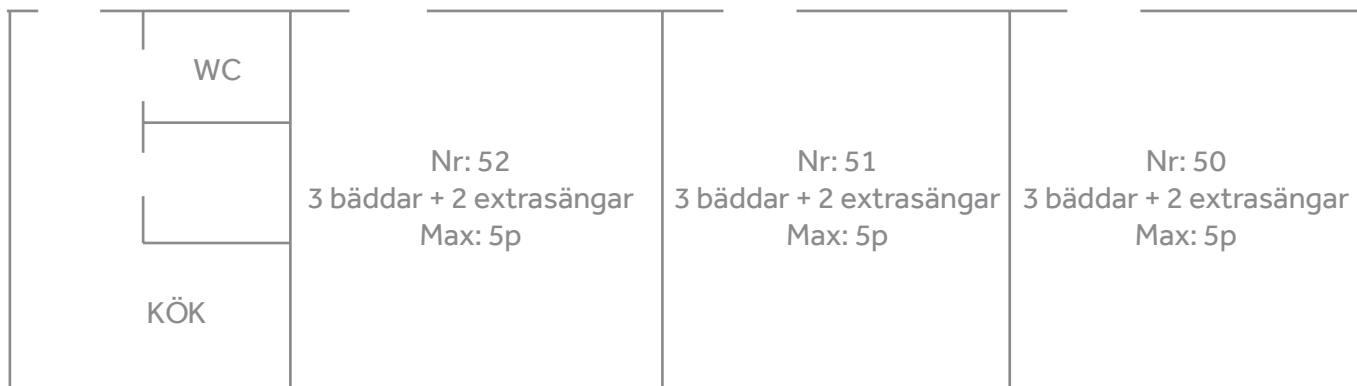 WC
KÖK
Nr: 52
3 bäddar + 2 extrasängar
Max: 5p
Nr: 51
3 bäddar + 2 extrasängar
Max: 5p
Nr: 50
3 bäddar + 2 extrasängar
Max: 5p